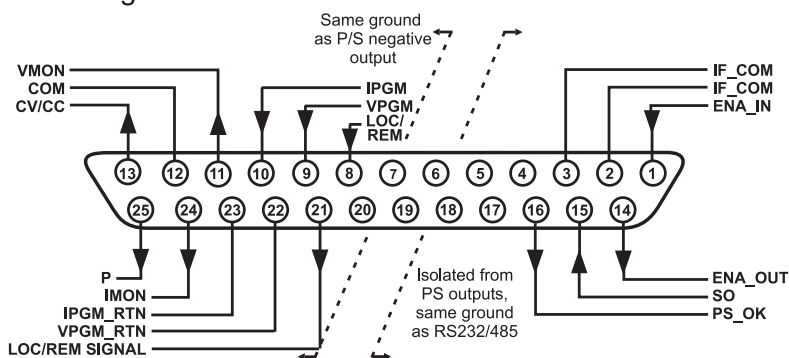 Same ground
as P/S negative
output
VMON
COM
CV/CC
IPGM
VPGM
LOC/
REM
IF_COM
IF_COM
ENA_IN
13 12 11 10 9 8 7 6 5 4 3 2 1
25 24 23 22 21 20 19 18 17 16 15 14
P
IMON
IPGM_RTN
VPGM_RTN
LOC/REM SIGNAL
Isolated from
PS outputs,
same ground
as RS232/485
ENA_OUT
SO
PS_OK